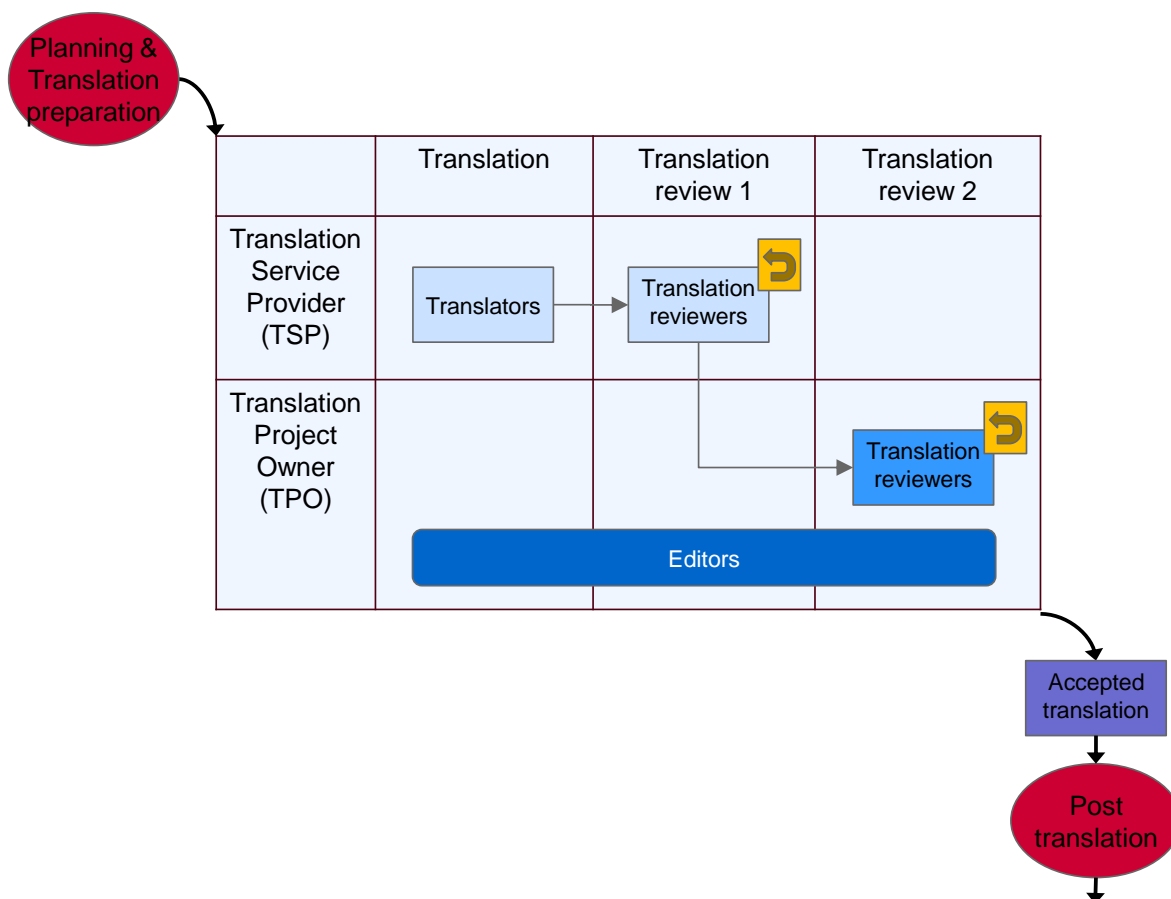 Planning &
Translation
preparation
Translation
Translation
review 1
Translation
review 2
Translation
Service
Provider
(TSP)
Translators
Translation
reviewers
Translation
Project
Owner
(TPO)
Translation
reviewers
Editors
Accepted
translation
Post
translation